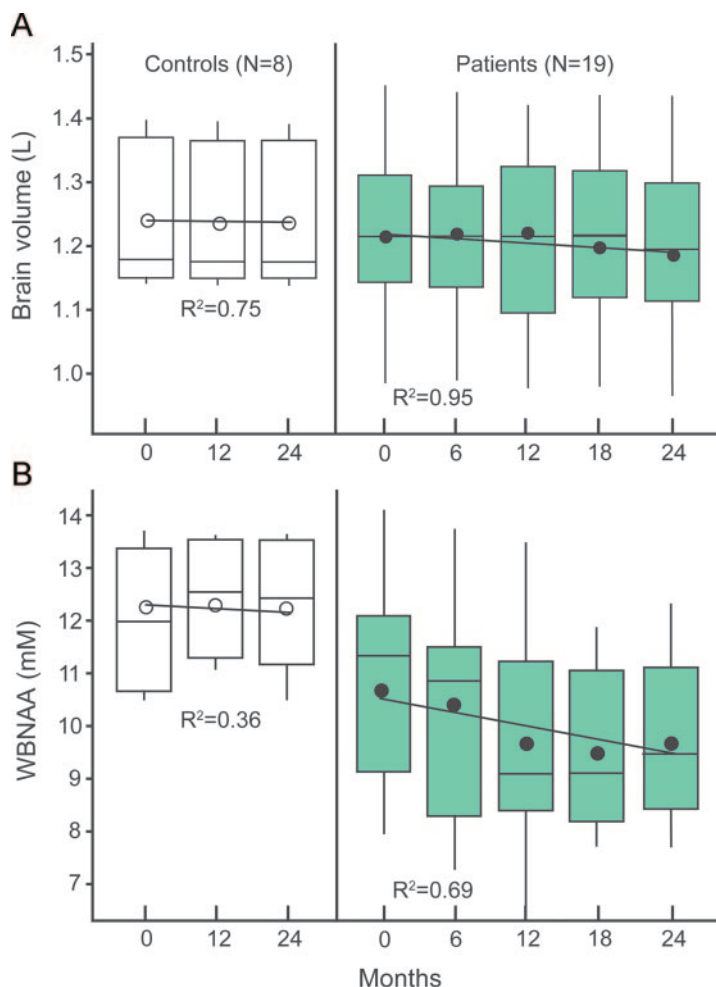 A
Controls (N=8)
Patients (N=19)
Brain volume (L)
1.5
1.4
1.3
1.2
1.1
1.0
R²=0.75
R²=0.95
0 12 24
0 6 12 18 24
B
WBNAA (mM)
14
13
12
11
10
9
8
7
R²=0.36
R²=0.69
0 12 24
0 6 12 18 24
Months